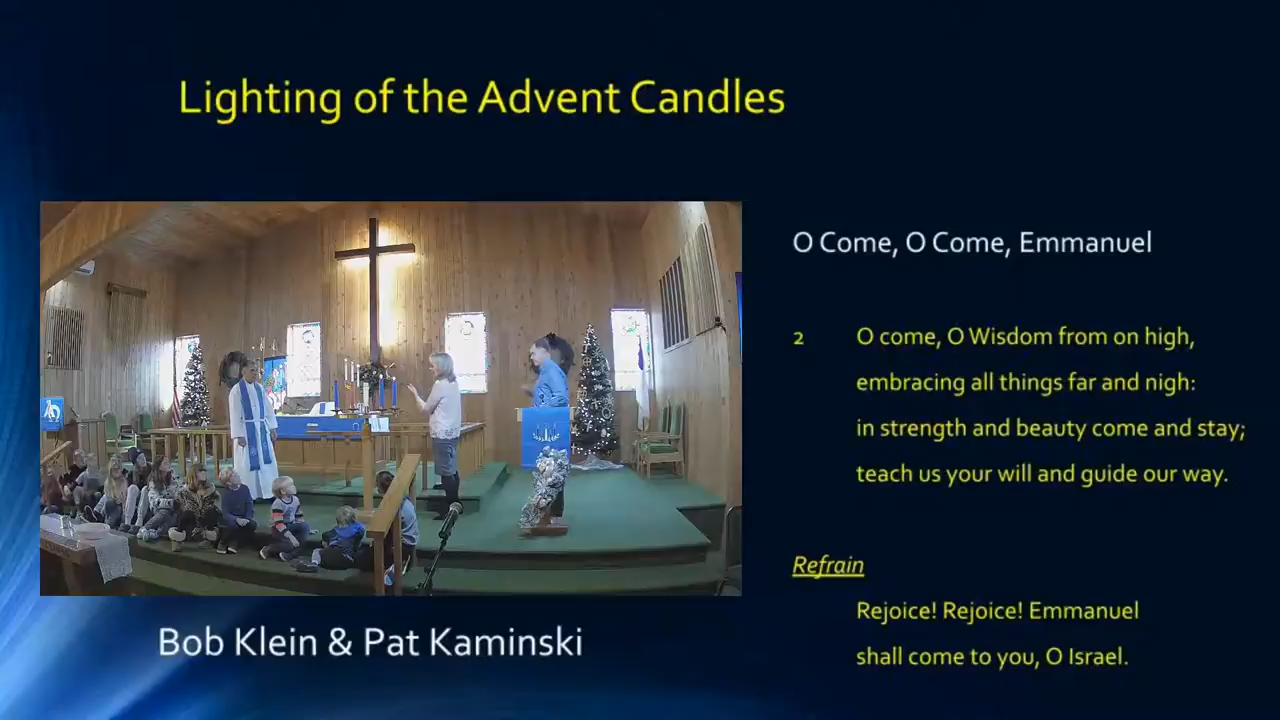 Lighting of the Advent Candles
O Come, O Come, Emmanuel
2 O come, O Wisdom from on high,
embracing all things far and nigh:
in strength and beauty come and stay;
teach us your will and guide our way.
Refrain
Rejoice! Rejoice! Emmanuel
shall come to you, O Israel.
Bob Klein & Pat Kaminski